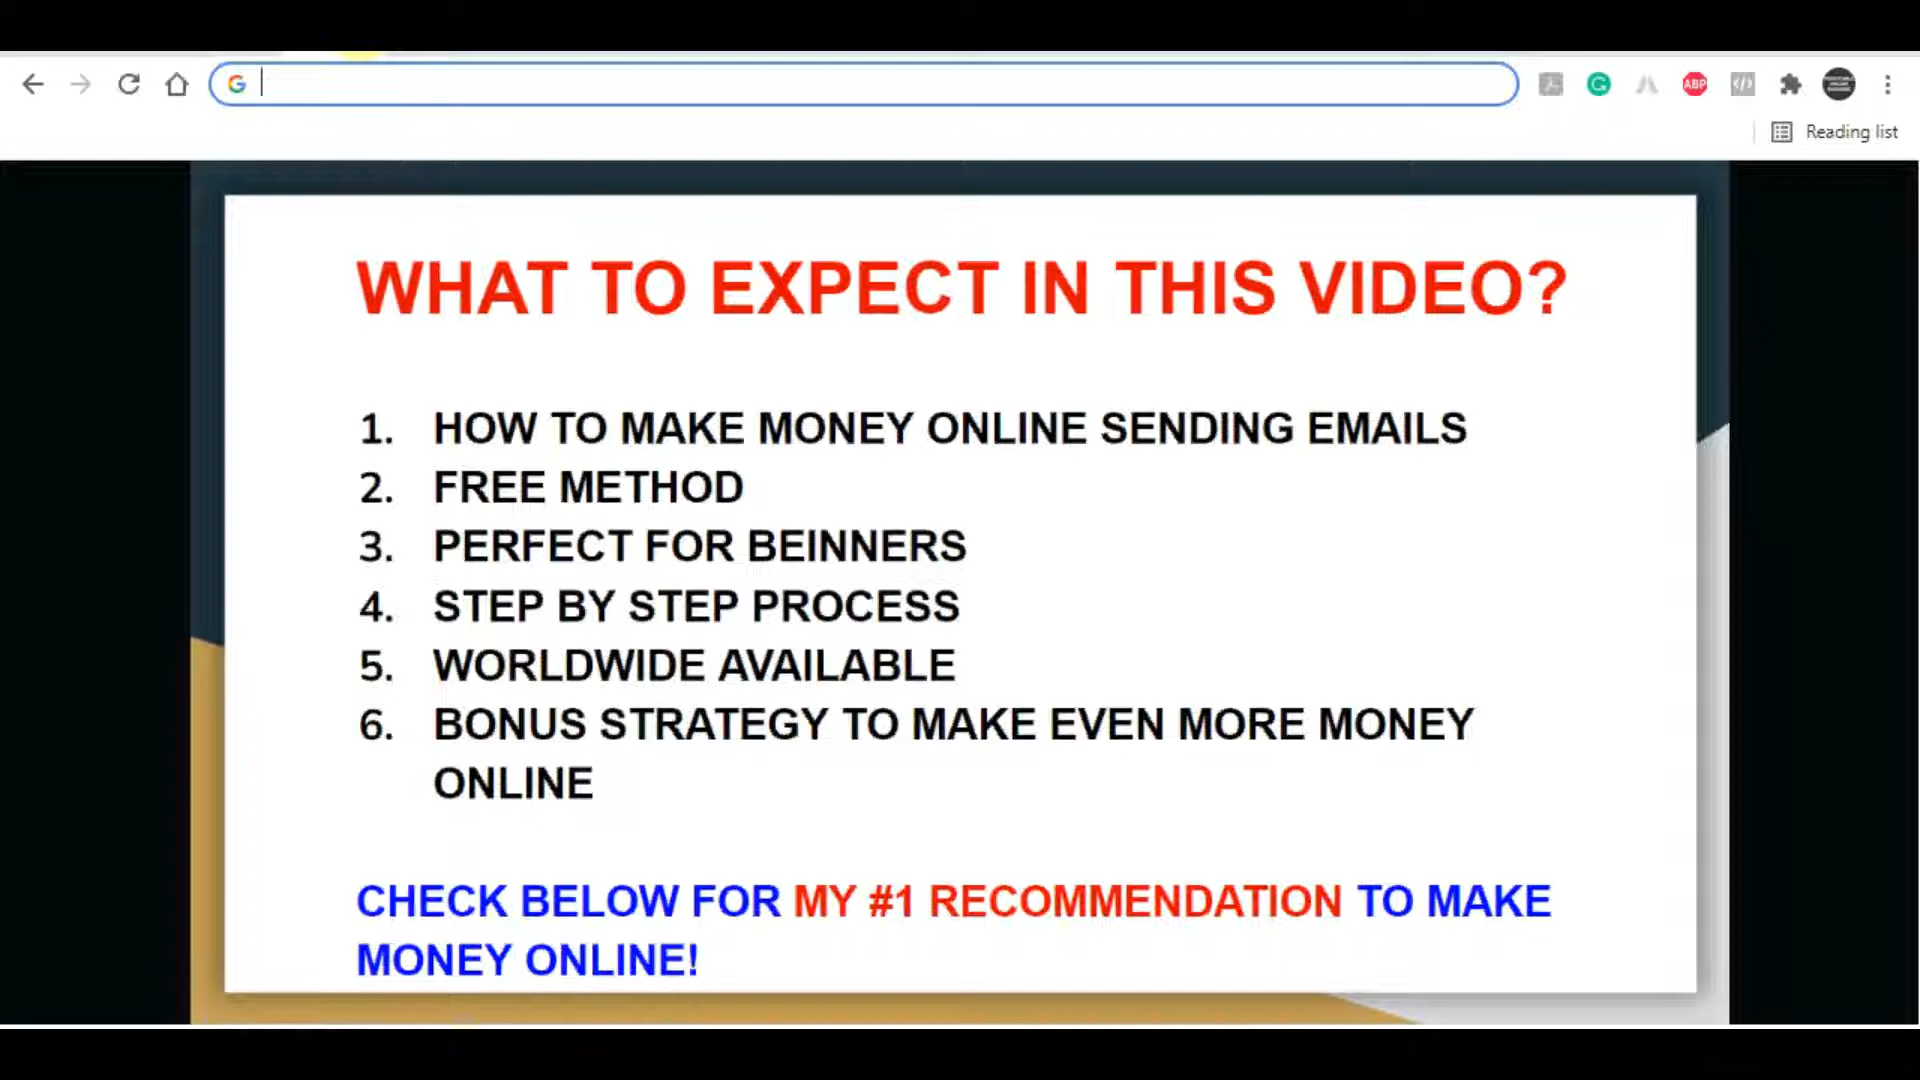 G
ABP
Reading list
WHAT TO EXPECT IN THIS VIDEO?
1. HOW TO MAKE MONEY ONLINE SENDING EMAILS
2. FREE METHOD
3. PERFECT FOR BEINNERS
4. STEP BY STEP PROCESS
5. WORLDWIDE AVAILABLE
6. BONUS STRATEGY TO MAKE EVEN MORE MONEY
ONLINE
CHECK BELOW FOR MY #1 RECOMMENDATION TO MAKE
MONEY ONLINE!